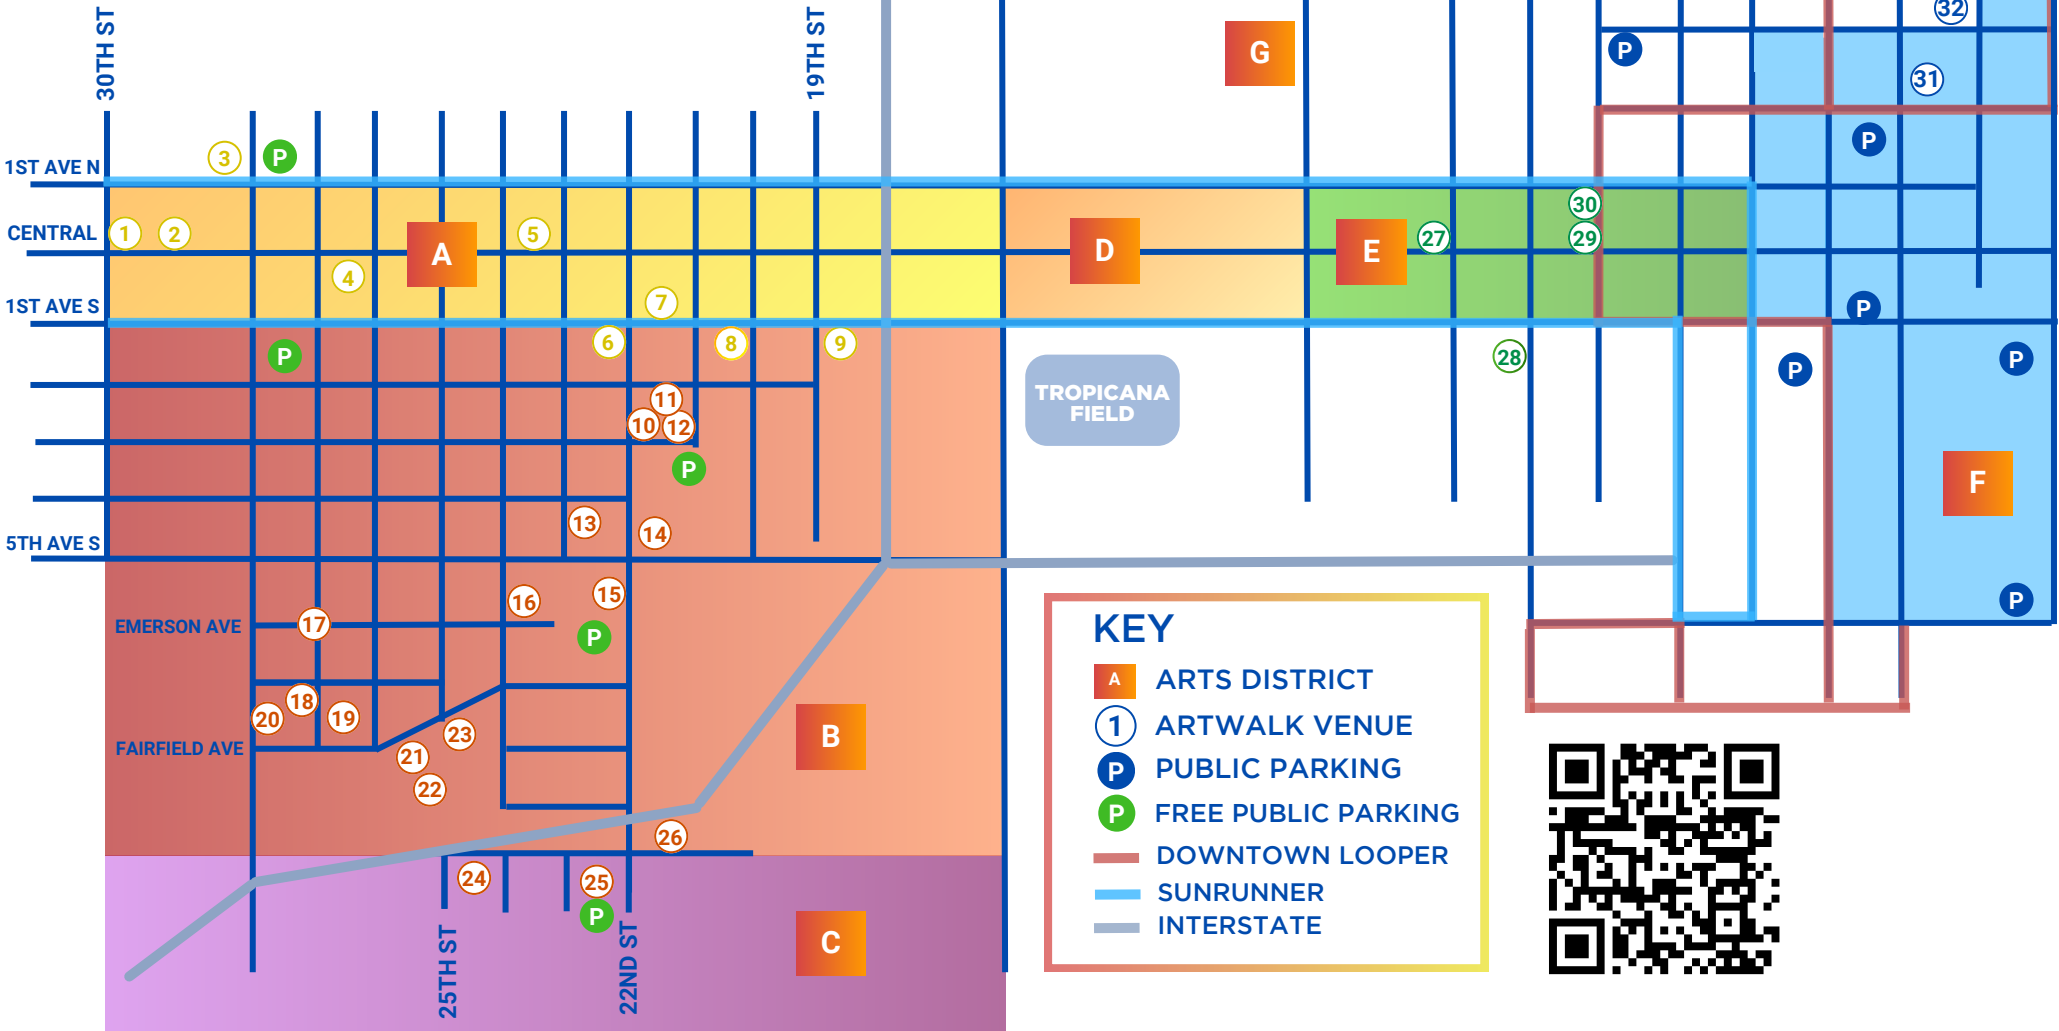 30TH ST
19TH ST
G
P
32
31
1ST AVE N
3
P
P
CENTRAL
1
2
A
5
D
E
27
30
29
4
1ST AVE S
7
P
P
6
8
9
28
P
P
TROPICANA
FIELD
11
10
12
P
F
5TH AVE S
13
14
16
15
P
EMERSON AVE
17
P
20
18
19
FAIRFIELD AVE
23
21
22
B
26
24
25
P
C
25TH ST
22ND ST
KEY
A ARTS DISTRICT
1 ARTWALK VENUE
P PUBLIC PARKING
P FREE PUBLIC PARKING
DOWNTOWN LOOPER
SUNRUNNER
INTERSTATE